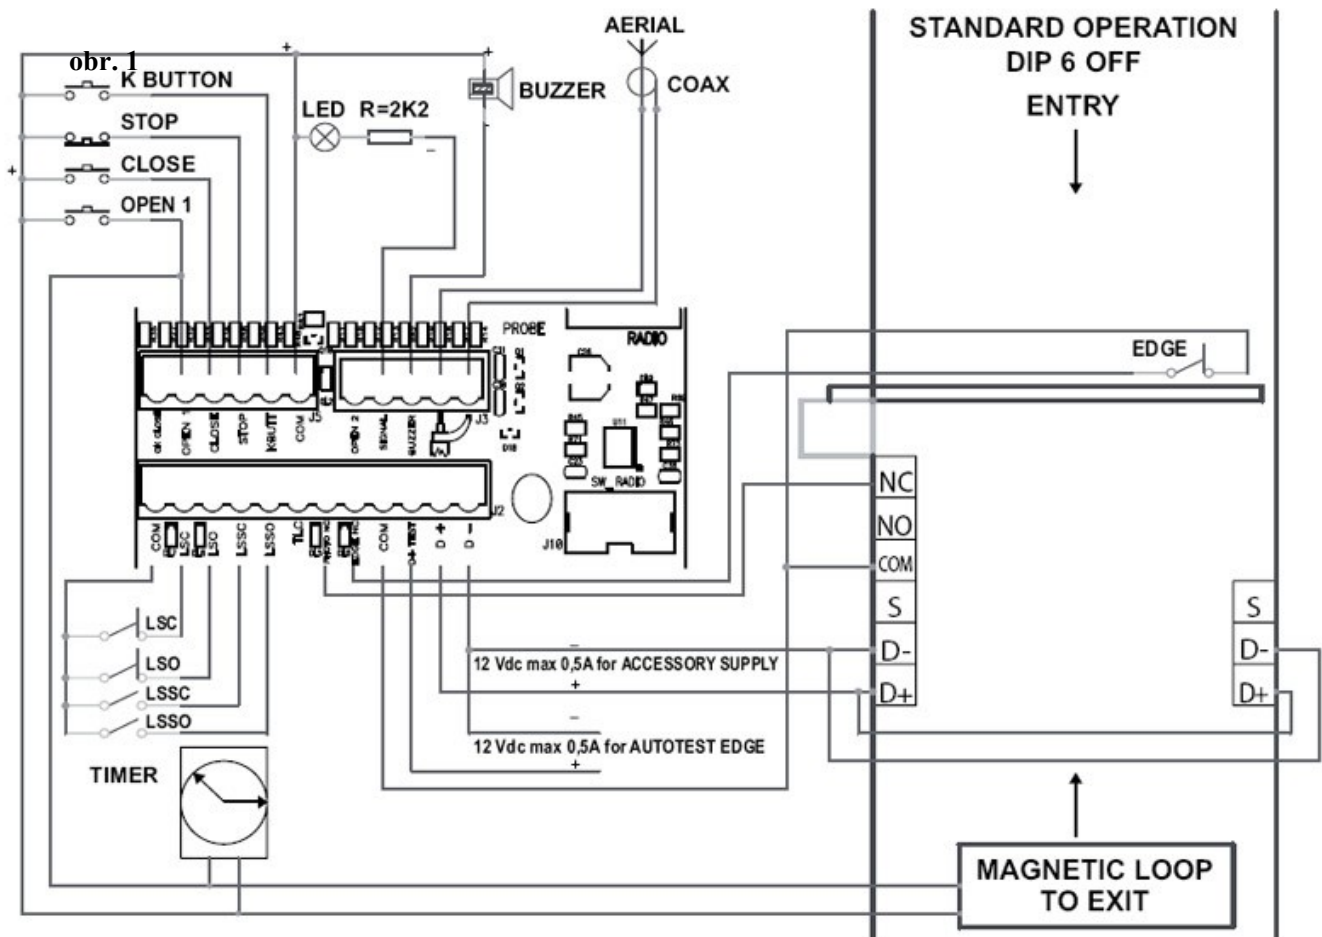 obr. 1
K BUTTON
STOP
CLOSE
OPEN 1
+
+
+
-
LED
R=2K2
−
BUZZER
AERIAL
COAX
STANDARD OPERATION
DIP 6 OFF
ENTRY
PROBE
RADIO
EDGE
OPEN 1
CLOSE
STOP
KBUTT
COM
J5
OPEN 2
SIGNAL
BUZZER
J3
D18
U11
SW_RADIO
J2
J10
COM
LSC
LSO
LSSC
LSSO
TLC
COM
D+ TEST
D+
D-
NC
NO
COM
S
D-
D+
S
D-
D+
LSC
LSO
LSSC
LSSO
−
12 Vdc max 0,5A for ACCESSORY SUPPLY
+
−
12 Vdc max 0,5A for AUTOTEST EDGE
+
TIMER
MAGNETIC LOOP
TO EXIT